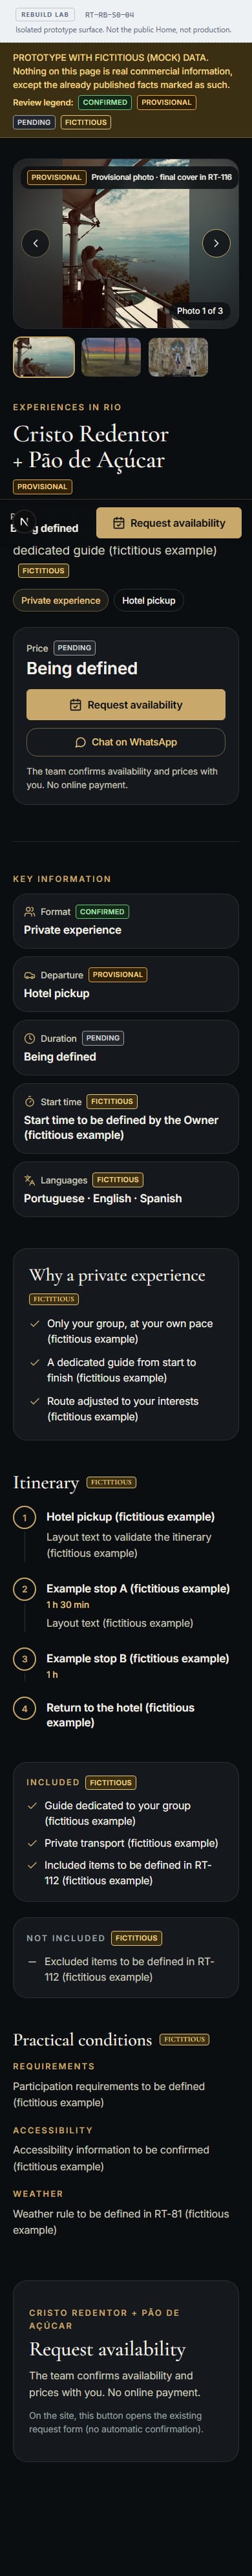 REBUILD LAB RT-RB-S0-04
Isolated prototype surface. Not the public Home, not production.
PROTOTYPE WITH FICTITIOUS (MOCK) DATA.
Nothing on this page is real commercial information,
except the already published facts marked as such.
Review legend: CONFIRMED PROVISIONAL
PENDING FICTITIOUS
PROVISIONAL Provisional photo · final cover in RT-116
Photo 1 of 3
EXPERIENCES IN RIO
Cristo Redentor
+ Pão de Açúcar
PROVISIONAL
N
defined
Request availability
dedicated guide (fictitious example)
FICTITIOUS
Private experience Hotel pickup
Price PENDING
Being defined
Request availability
Chat on WhatsApp
The team confirms availability and prices with
you. No online payment.
KEY INFORMATION
Format CONFIRMED
Private experience
Departure PROVISIONAL
Hotel pickup
Duration PENDING
Being defined
Start time FICTITIOUS
Start time to be defined by the Owner
(fictitious example)
Languages FICTITIOUS
Portuguese · English · Spanish
Why a private experience
FICTITIOUS
Only your group, at your own pace
(fictitious example)
A dedicated guide from start to
finish (fictitious example)
Route adjusted to your interests
(fictitious example)
Itinerary FICTITIOUS
1 Hotel pickup (fictitious example)
Layout text to validate the itinerary
(fictitious example)
2 Example stop A (fictitious example)
1 h 30 min
Layout text (fictitious example)
3 Example stop B (fictitious example)
1 h
4 Return to the hotel (fictitious
example)
INCLUDED FICTITIOUS
Guide dedicated to your group
(fictitious example)
Private transport (fictitious example)
Included items to be defined in RT-
112 (fictitious example)
NOT INCLUDED FICTITIOUS
Excluded items to be defined in RT-
112 (fictitious example)
Practical conditions FICTITIOUS
REQUIREMENTS
Participation requirements to be defined
(fictitious example)
ACCESSIBILITY
Accessibility information to be confirmed
(fictitious example)
WEATHER
Weather rule to be defined in RT-81 (fictitious
example)
CRISTO REDENTOR + PÃO DE
AÇÚCAR
Request availability
The team confirms availability and
prices with you. No online payment.
On the site, this button opens the existing
request form (no automatic confirmation).